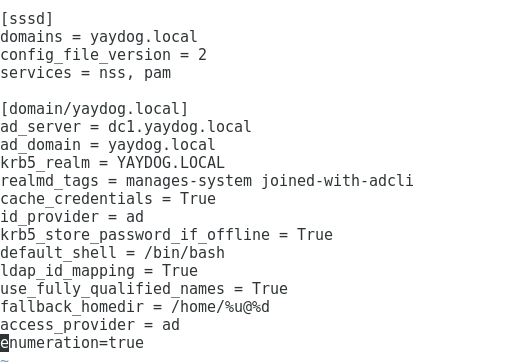 [sssd]
domains = yaydog.local
config_file_version = 2
services = nss, pam
[domain/yaydog.local]
ad_server = dc1.yaydog.local
ad_domain = yaydog.local
krb5_realm = YAYDOG.LOCAL
realmd_tags = manages-system joined-with-adcli
cache_credentials = True
id_provider = ad
krb5_store_password_if_offline = True
default_shell = /bin/bash
ldap_id_mapping = True
use_fully_qualified_names = True
fallback_homedir = /home/%u@%d
access_provider = ad
enumeration=true
~